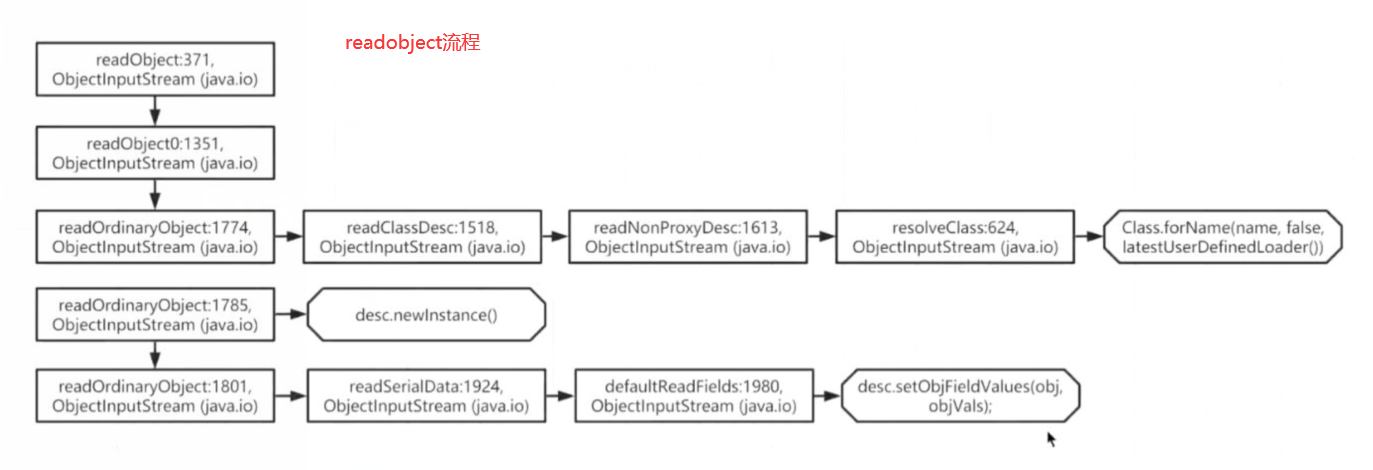 readobject流程
readObject:371,
ObjectInputStream (java.io)
readObject0:1351,
ObjectInputStream (java.io)
readOrdinaryObject:1774,
ObjectInputStream (java.io)
readClassDesc:1518,
ObjectInputStream (java.io)
readNonProxyDesc:1613,
ObjectInputStream (java.io)
resolveClass:624,
ObjectInputStream (java.io)
Class.forName(name, false,
latestUserDefinedLoader())
readOrdinaryObject:1785,
ObjectInputStream (java.io)
desc.newInstance()
readOrdinaryObject:1801,
ObjectInputStream (java.io)
readSerialData:1924,
ObjectInputStream (java.io)
defaultReadFields:1980,
ObjectInputStream (java.io)
desc.setObjFieldValues(obj,
objVals);